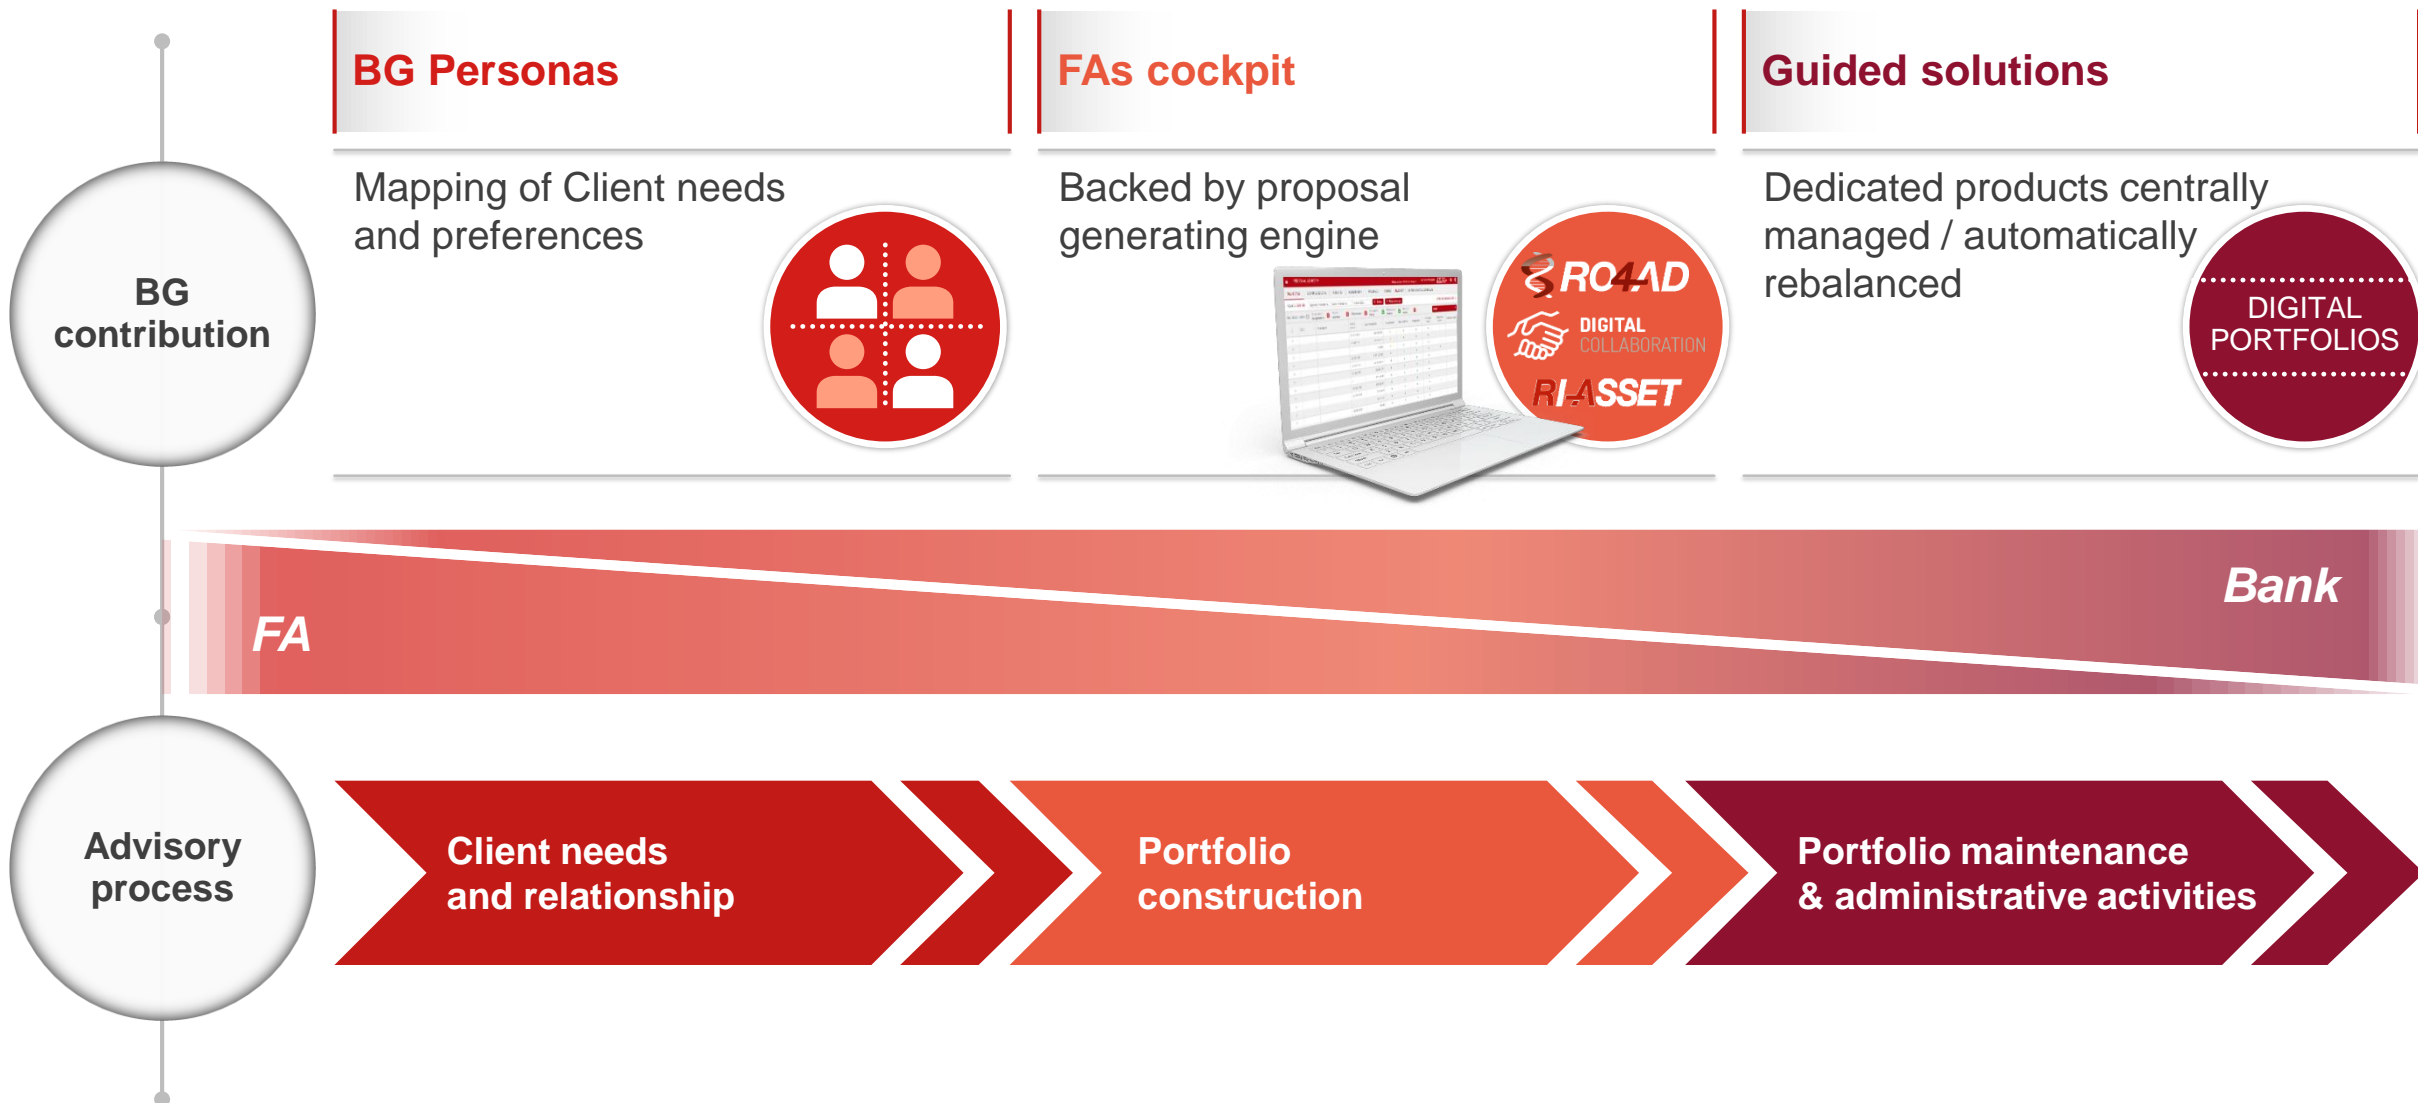 BG Personas
FAs cockpit
Guided solutions
BG
contribution
Mapping of Client needs
and preferences
Backed by proposal
generating engine
RO4AD
DIGITAL
COLLABORATION
RI-ASSET
Dedicated products centrally
managed / automatically
rebalanced
DIGITAL
PORTFOLIOS
FA
Bank
Advisory
process
Client needs
and relationship
Portfolio
construction
Portfolio maintenance
& administrative activities